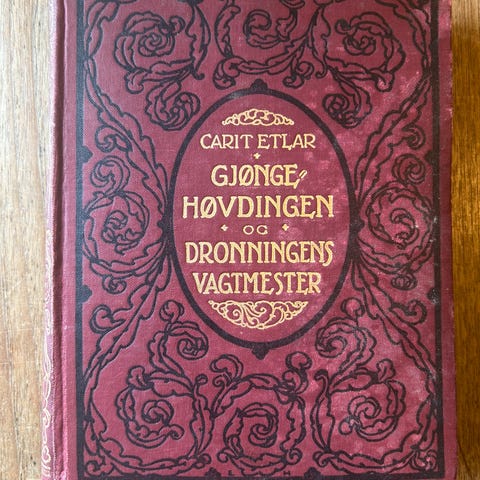 CARIT ETLAR
GJØNGE
HØVDINGEN
OG
DRONNINGENS
VAGTMESTER